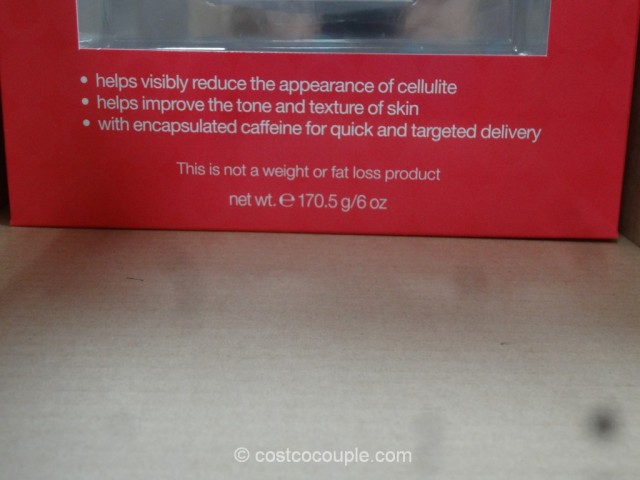 • helps visibly reduce the appearance of cellulite
• helps improve the tone and texture of skin
• with encapsulated caffeine for quick and targeted delivery
This is not a weight or fat loss product
net wt. ℮ 170.5 g/6 oz
© costcocouple.com